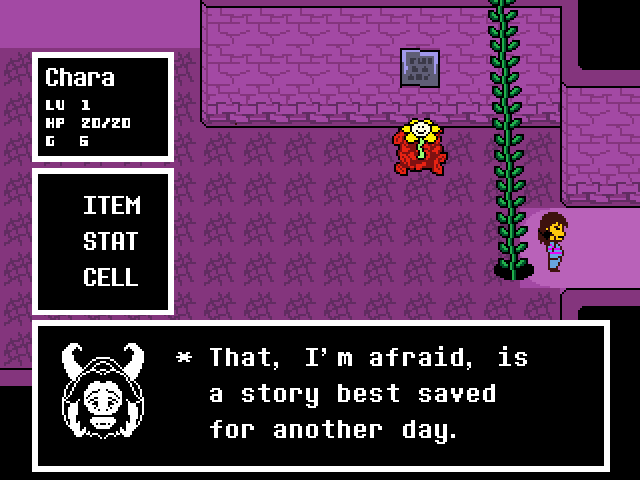 Chara
LV 1
HP 20/20
G 6
ITEM
STAT
CELL
* That, I'm afraid, is
a story best saved
for another day.